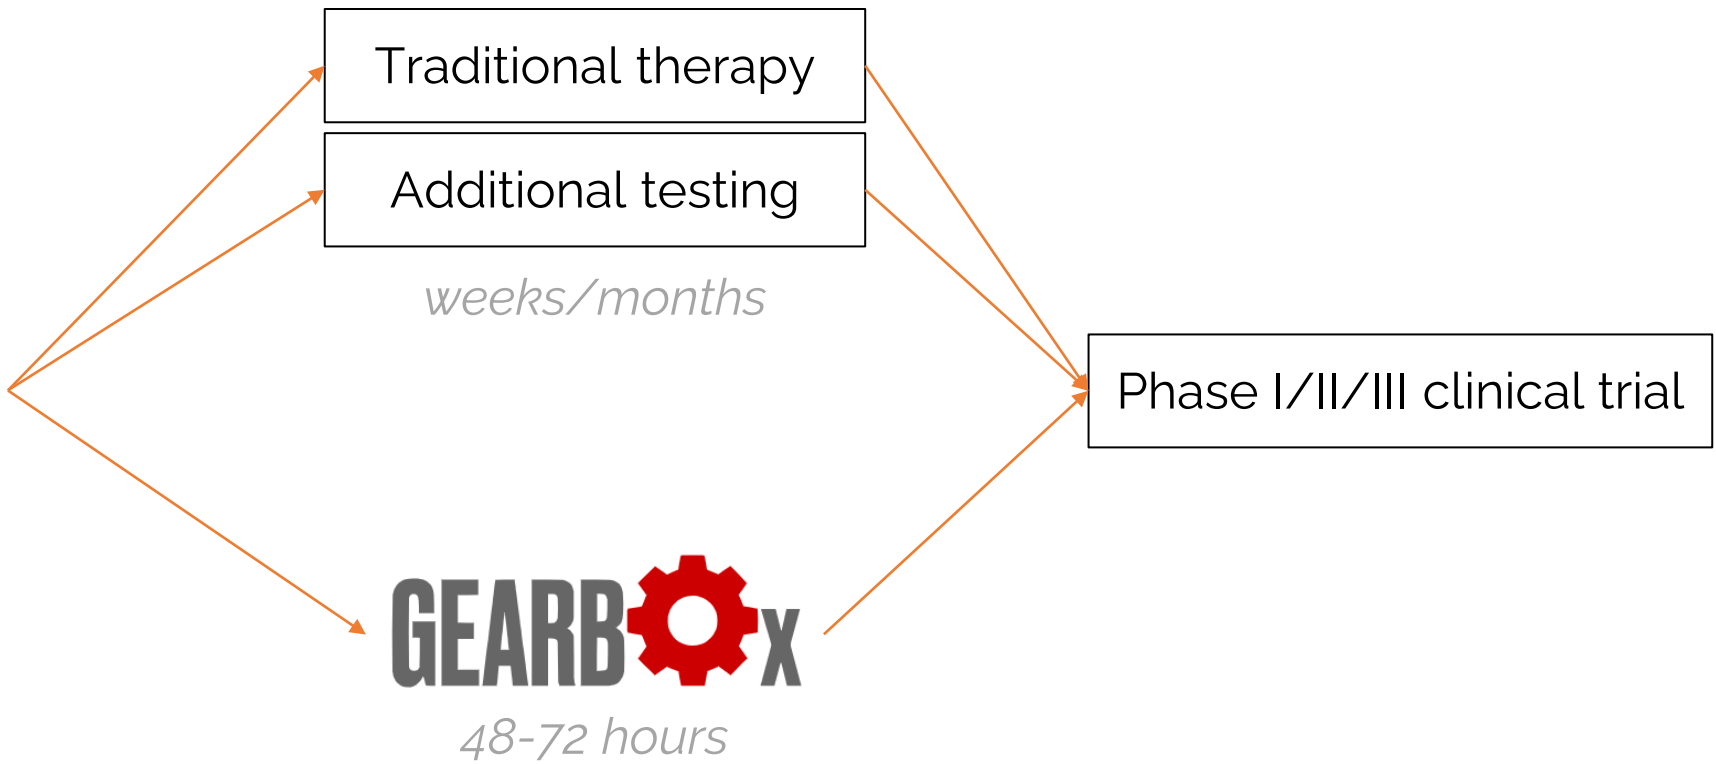 Traditional therapy
Additional testing
weeks/months
Phase I/II/III clinical trial
GEARBOx
48-72 hours